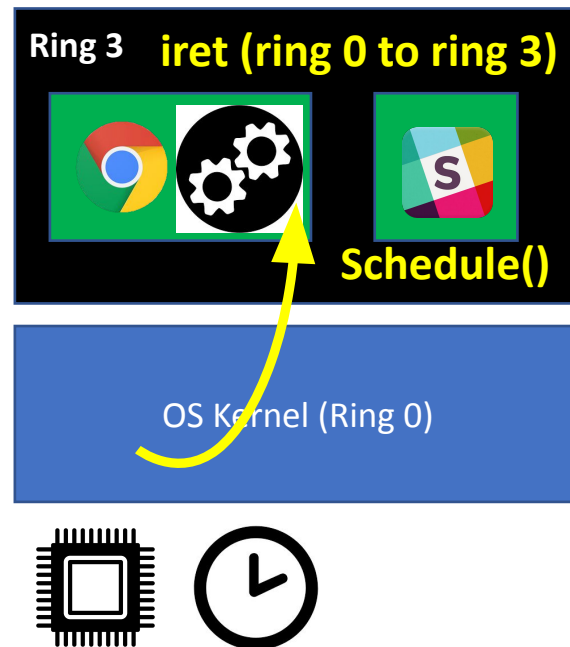 Ring 3 iret (ring 0 to ring 3)
S
Schedule()
OS Kernel (Ring 0)